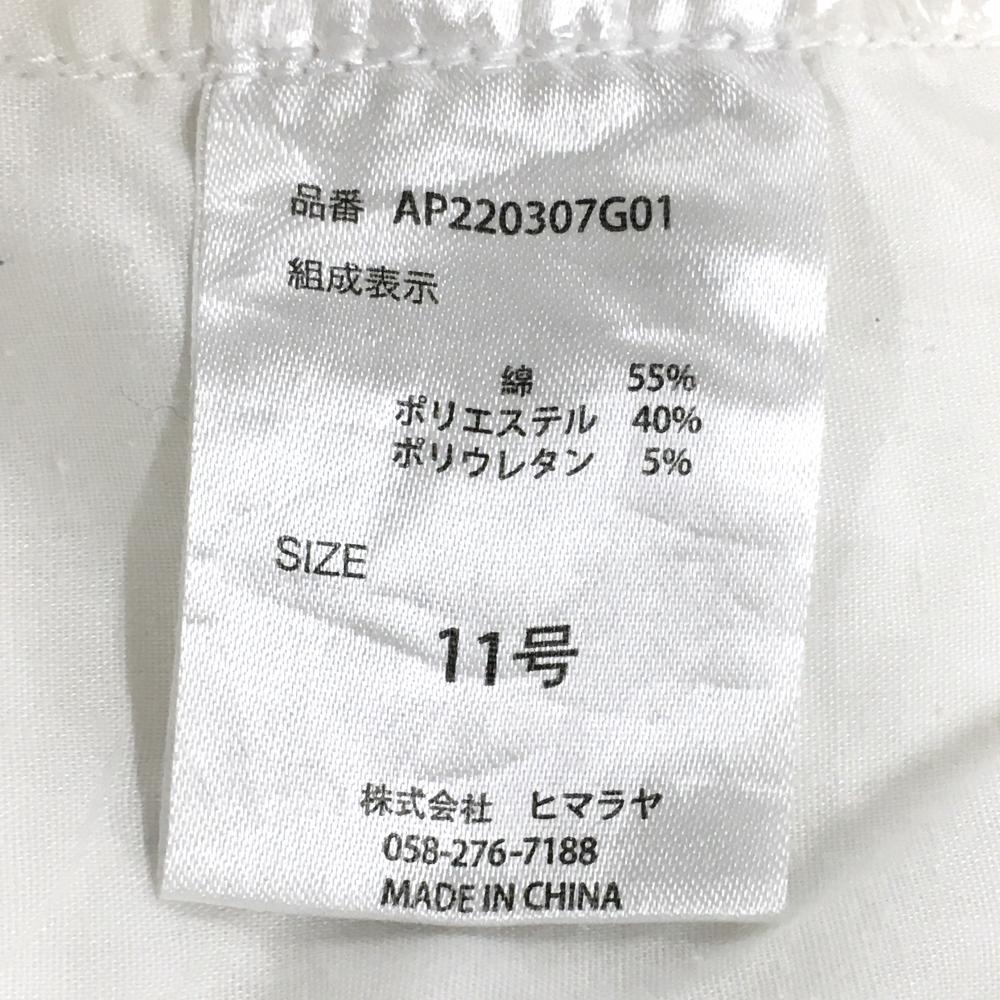 品番 AP220307G01
組成表示
綿 55%
ポリエステル 40%
ポリウレタン 5%
SIZE
11号
株式会社 ヒマラヤ
058-276-7188
MADE IN CHINA